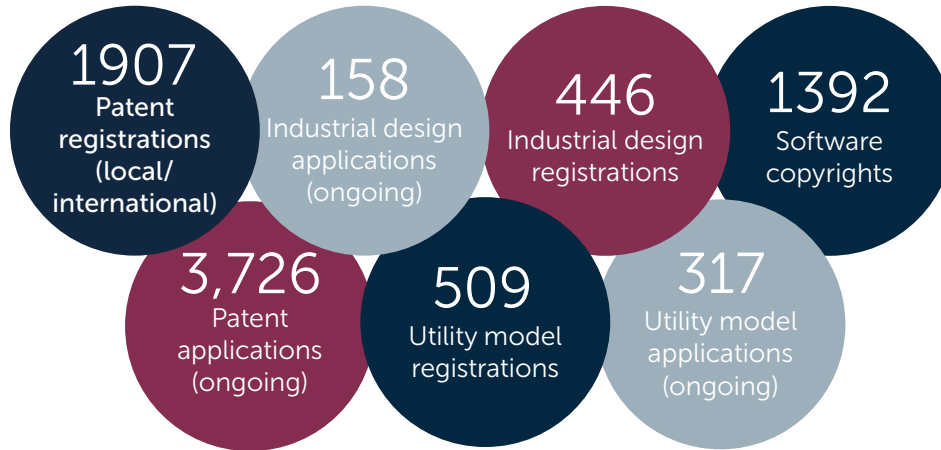 1907
Patent
registrations
(local/
international)
158
Industrial design
applications
(ongoing)
446
Industrial design
registrations
1392
Software
copyrights
3,726
Patent
applications
(ongoing)
509
Utility model
registrations
317
Utility model
applications
(ongoing)